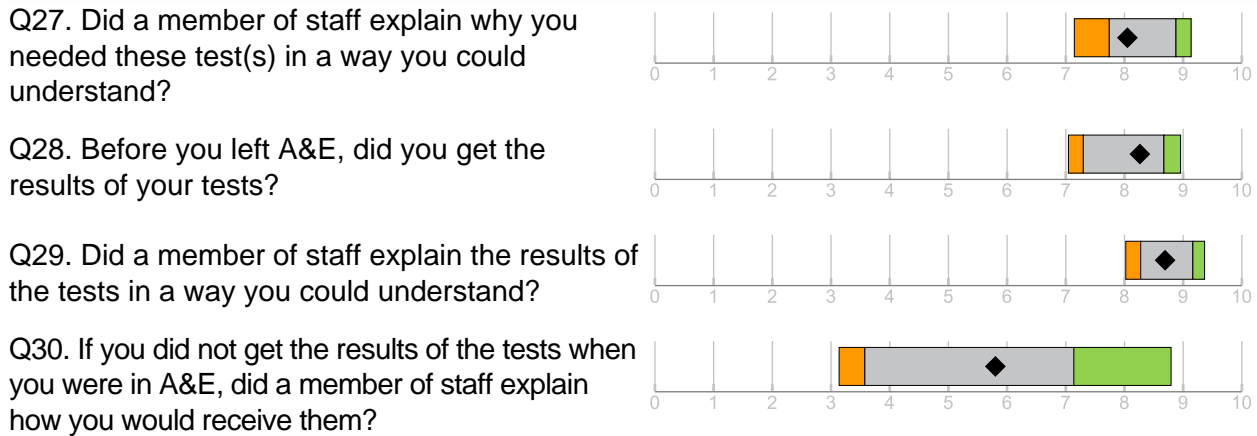 Q27. Did a member of staff explain why you
needed these test(s) in a way you could
understand?
0 1 2 3 4 5 6 7 8 9 10
Q28. Before you left A&E, did you get the
results of your tests?
0 1 2 3 4 5 6 7 8 9 10
Q29. Did a member of staff explain the results of
the tests in a way you could understand?
0 1 2 3 4 5 6 7 8 9 10
Q30. If you did not get the results of the tests when
you were in A&E, did a member of staff explain
how you would receive them?
0 1 2 3 4 5 6 7 8 9 10